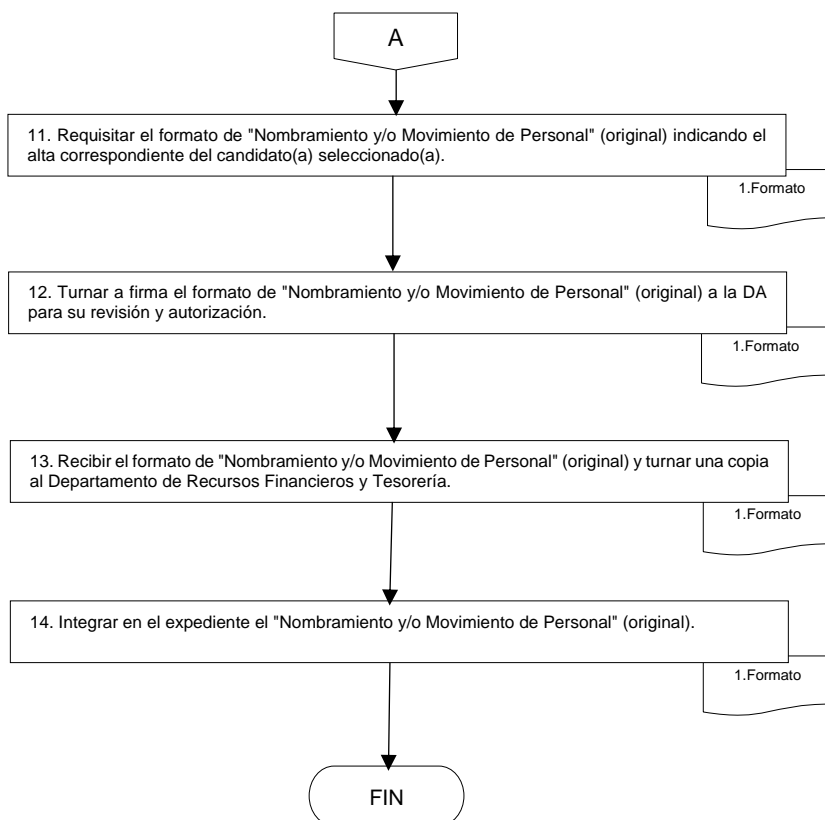 A
11. Requisitar el formato de "Nombramiento y/o Movimiento de Personal" (original) indicando el
alta correspondiente del candidato(a) seleccionado(a).
1.Formato
12. Turnar a firma el formato de "Nombramiento y/o Movimiento de Personal" (original) a la DA
para su revisión y autorización.
1.Formato
13. Recibir el formato de "Nombramiento y/o Movimiento de Personal" (original) y turnar una copia
al Departamento de Recursos Financieros y Tesorería.
1.Formato
14. Integrar en el expediente el "Nombramiento y/o Movimiento de Personal" (original).
1.Formato
FIN